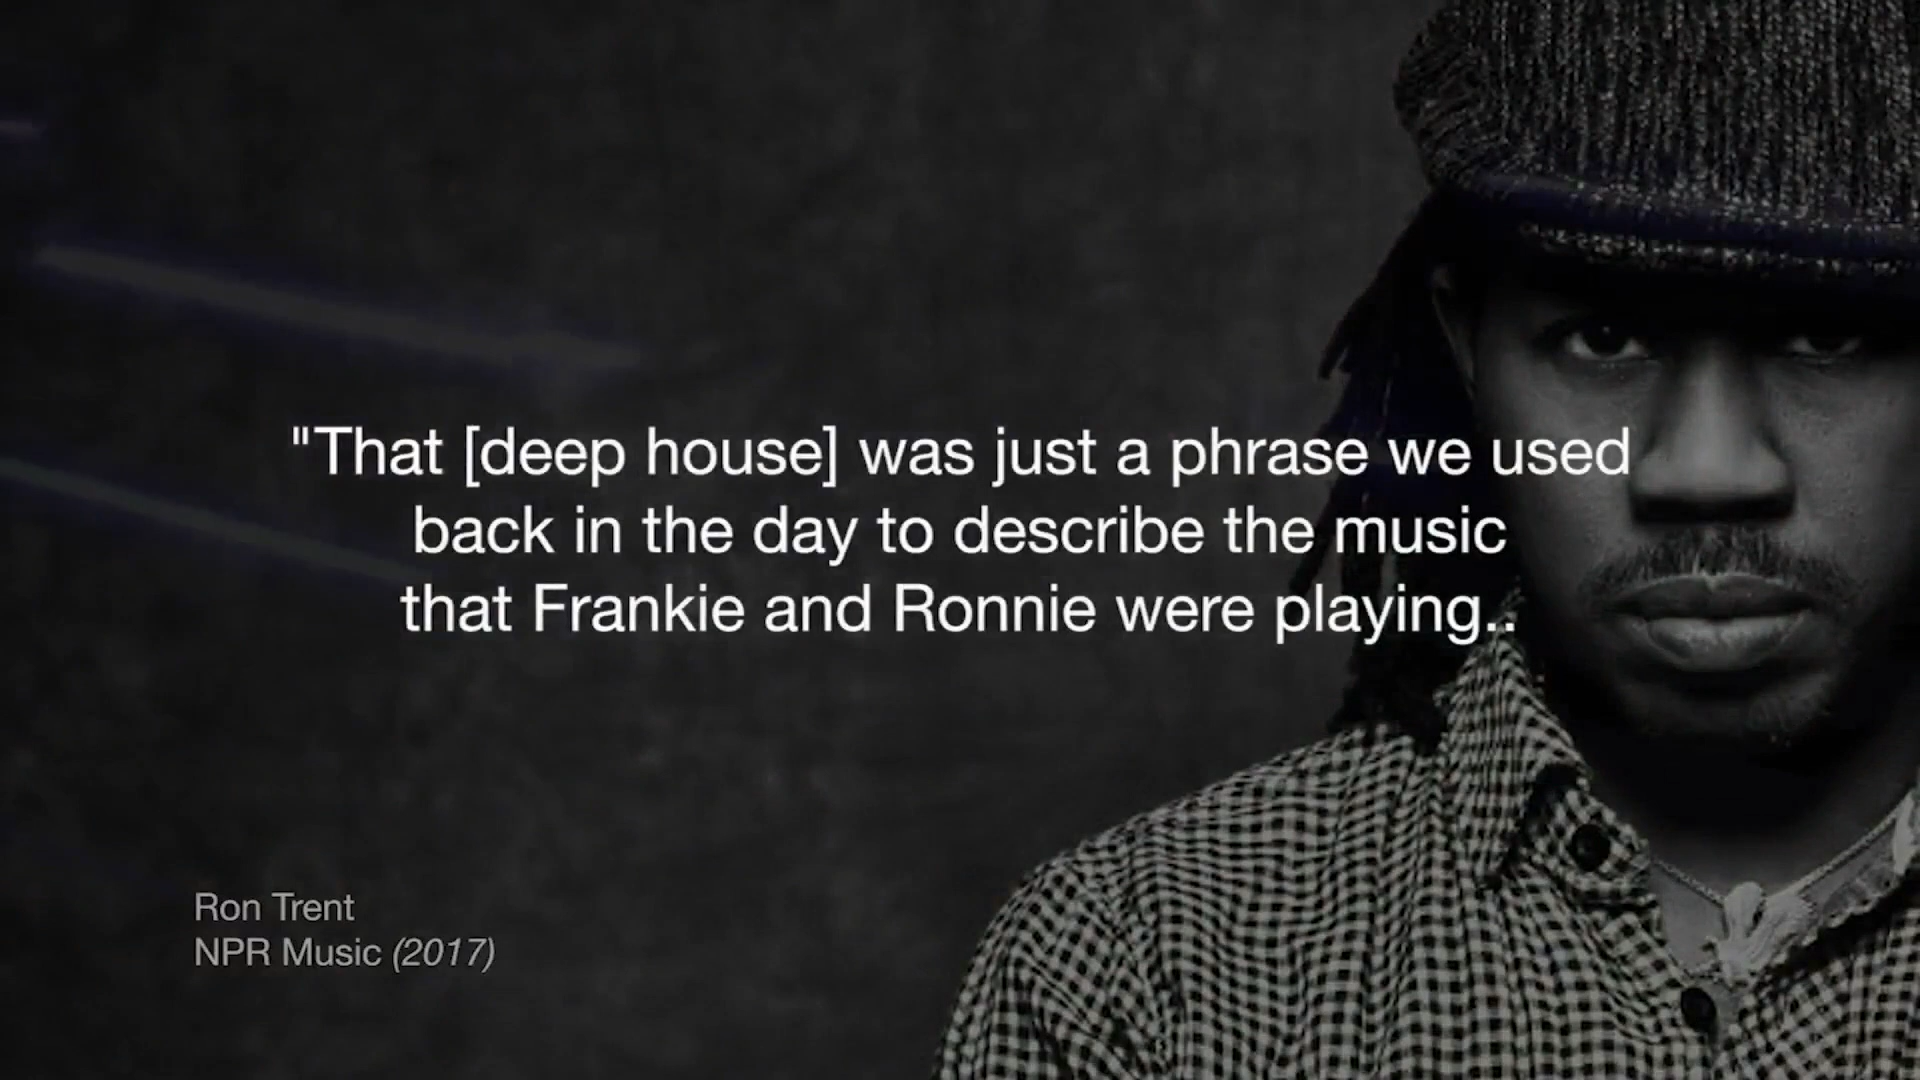 "That [deep house] was just a phrase we used
back in the day to describe the music
that Frankie and Ronnie were playing..
Ron Trent
NPR Music (2017)